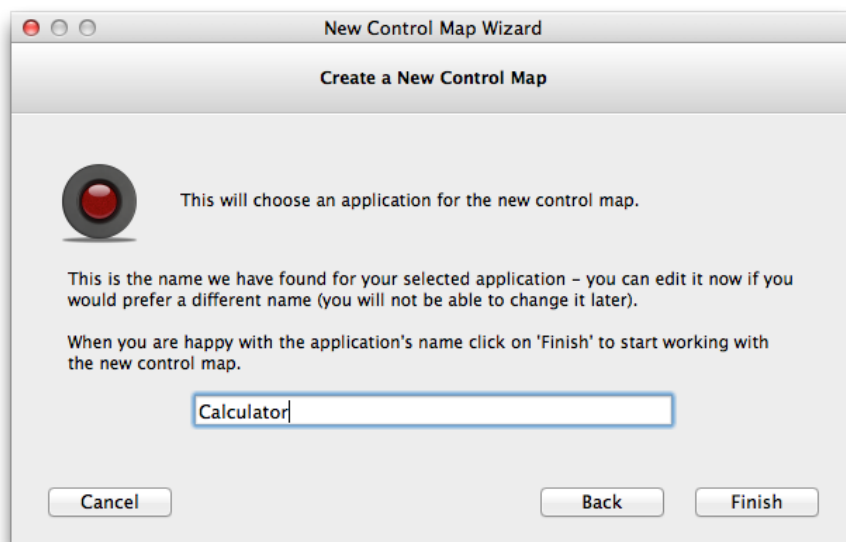 New Control Map Wizard
Create a New Control Map
This will choose an application for the new control map.
This is the name we have found for your selected application – you can edit it now if you
would prefer a different name (you will not be able to change it later).
When you are happy with the application's name click on 'Finish' to start working with
the new control map.
Calculator
Cancel
Back
Finish